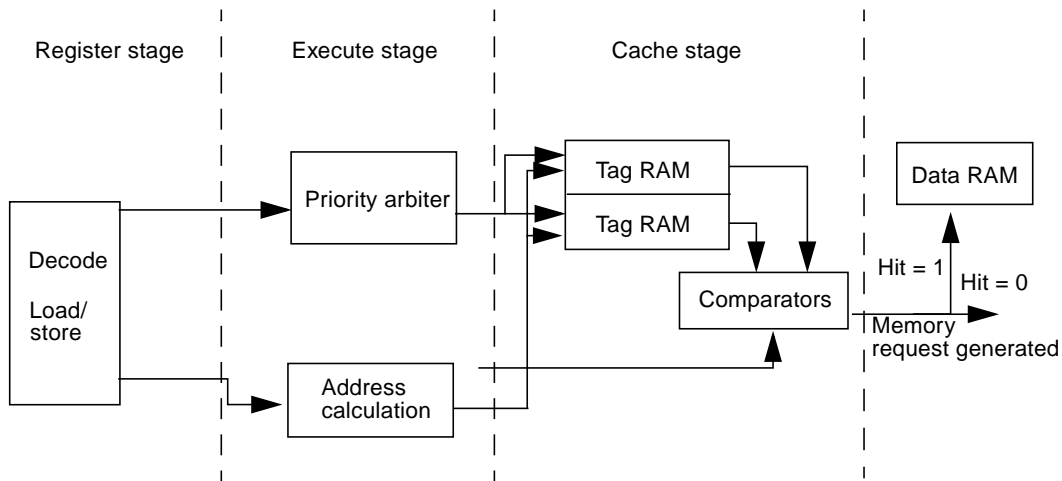 Register stage
Execute stage
Cache stage
Decode
Load/
store
Priority arbiter
Address
calculation
Tag RAM
Tag RAM
Comparators
Data RAM
Hit = 1
Hit = 0
Memory
request generated